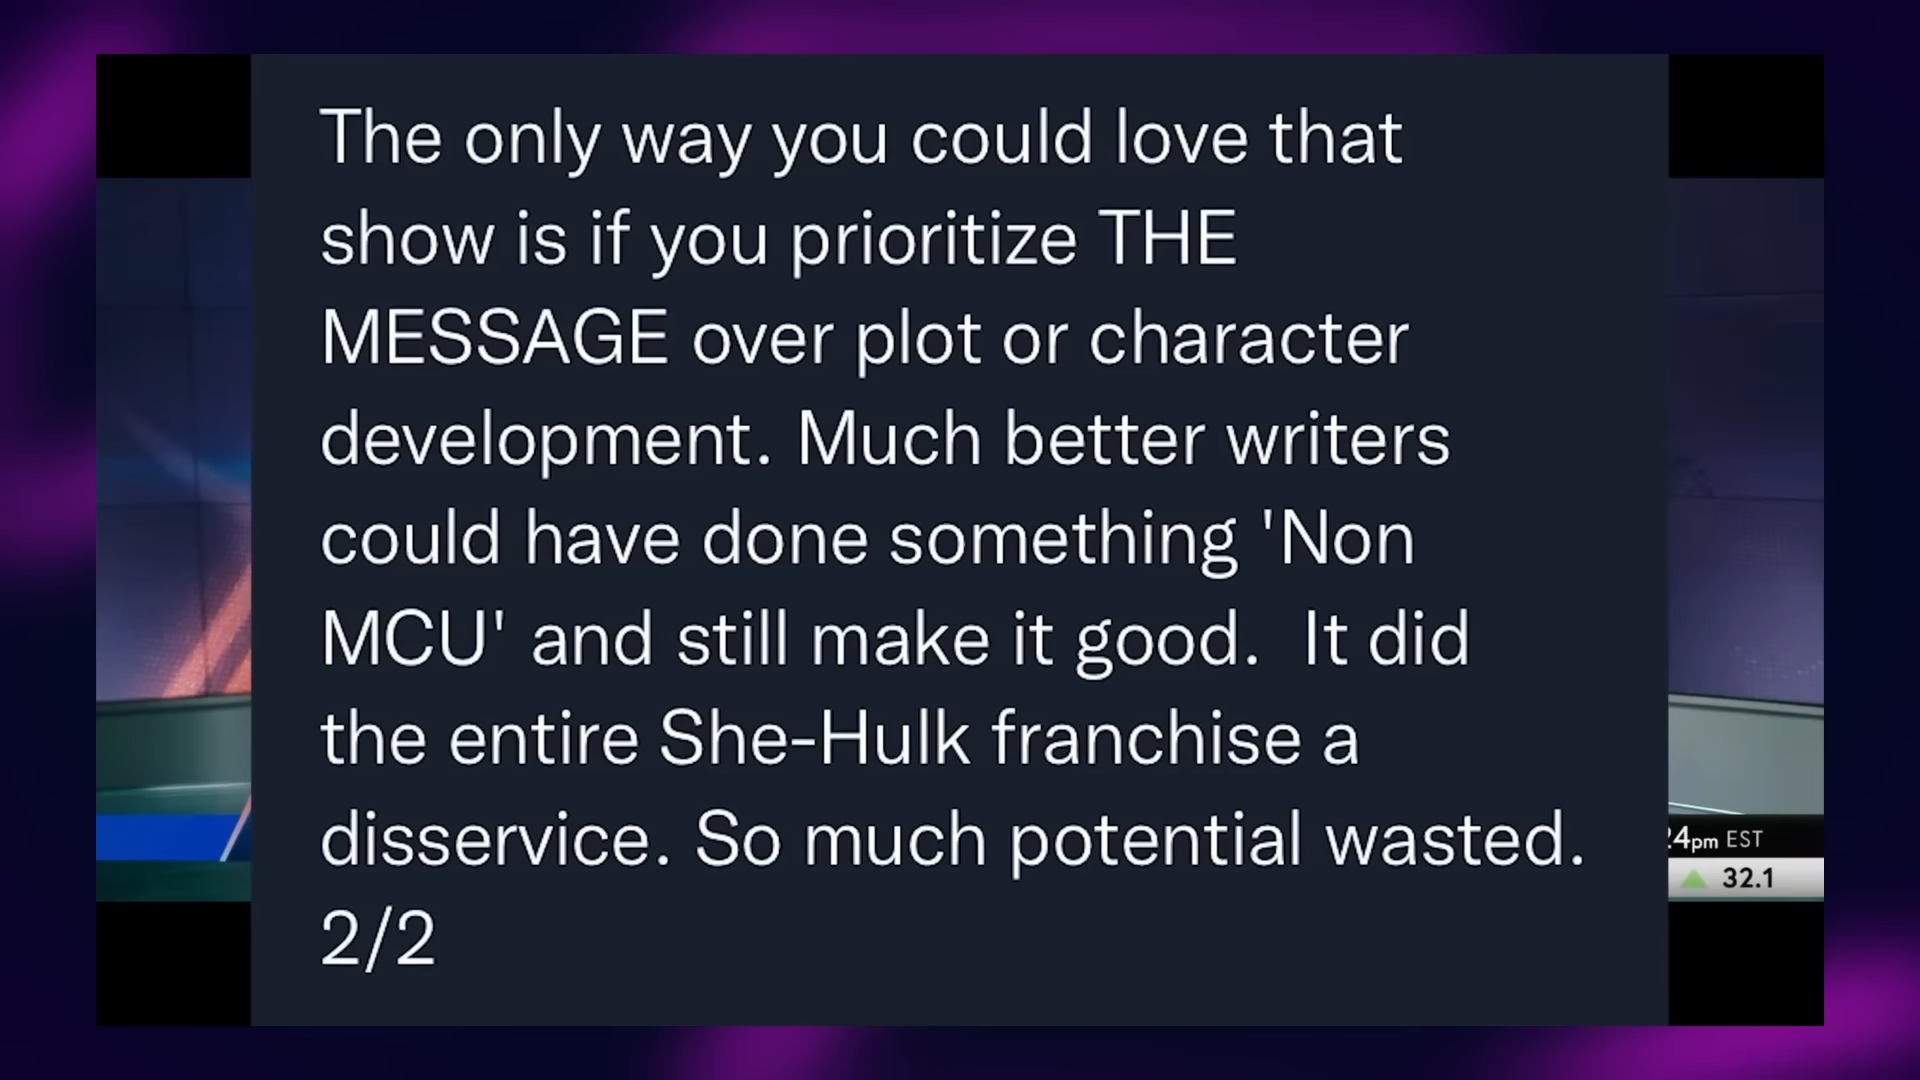 The only way you could love that
show is if you prioritize THE
MESSAGE over plot or character
development. Much better writers
could have done something 'Non
MCU' and still make it good.  It did
the entire She-Hulk franchise a
disservice. So much potential wasted.
2/2
4pm EST
32.1